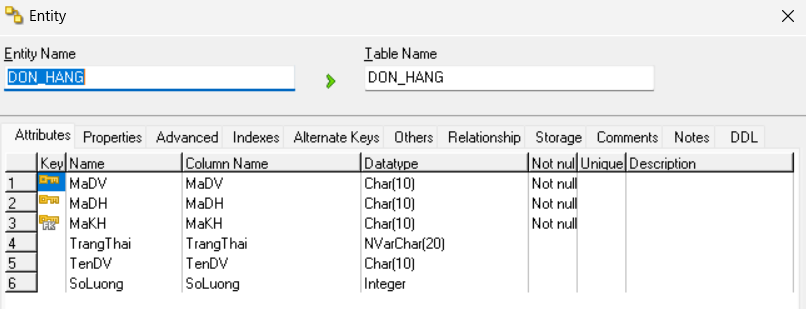 Entity
Entity Name
Table Name
DON_HANG
DON_HANG
Attributes Properties Advanced Indexes Alternate Keys Others Relationship Storage Comments Notes DDL
Key Name Column Name Datatype Not nul Unique Description
1 MaDV MaDV Char(10) Not null
2 MaDH MaDH Char(10) Not null
3 MaKH MaKH Char(10) Not null
4 TrangThai TrangThai NVarChar(20)
5 TenDV TenDV Char(10)
6 SoLuong SoLuong Integer